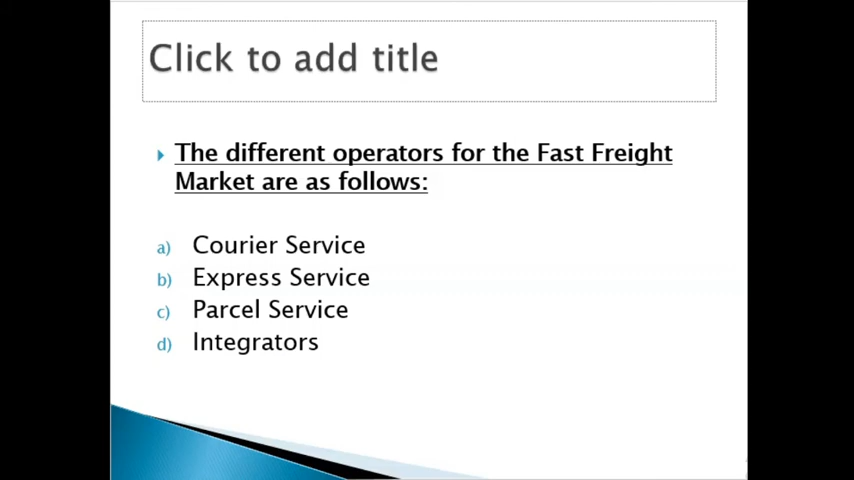 Click to add title
The different operators for the Fast Freight
Market are as follows:
a) Courier Service
b) Express Service
c) Parcel Service
d) Integrators